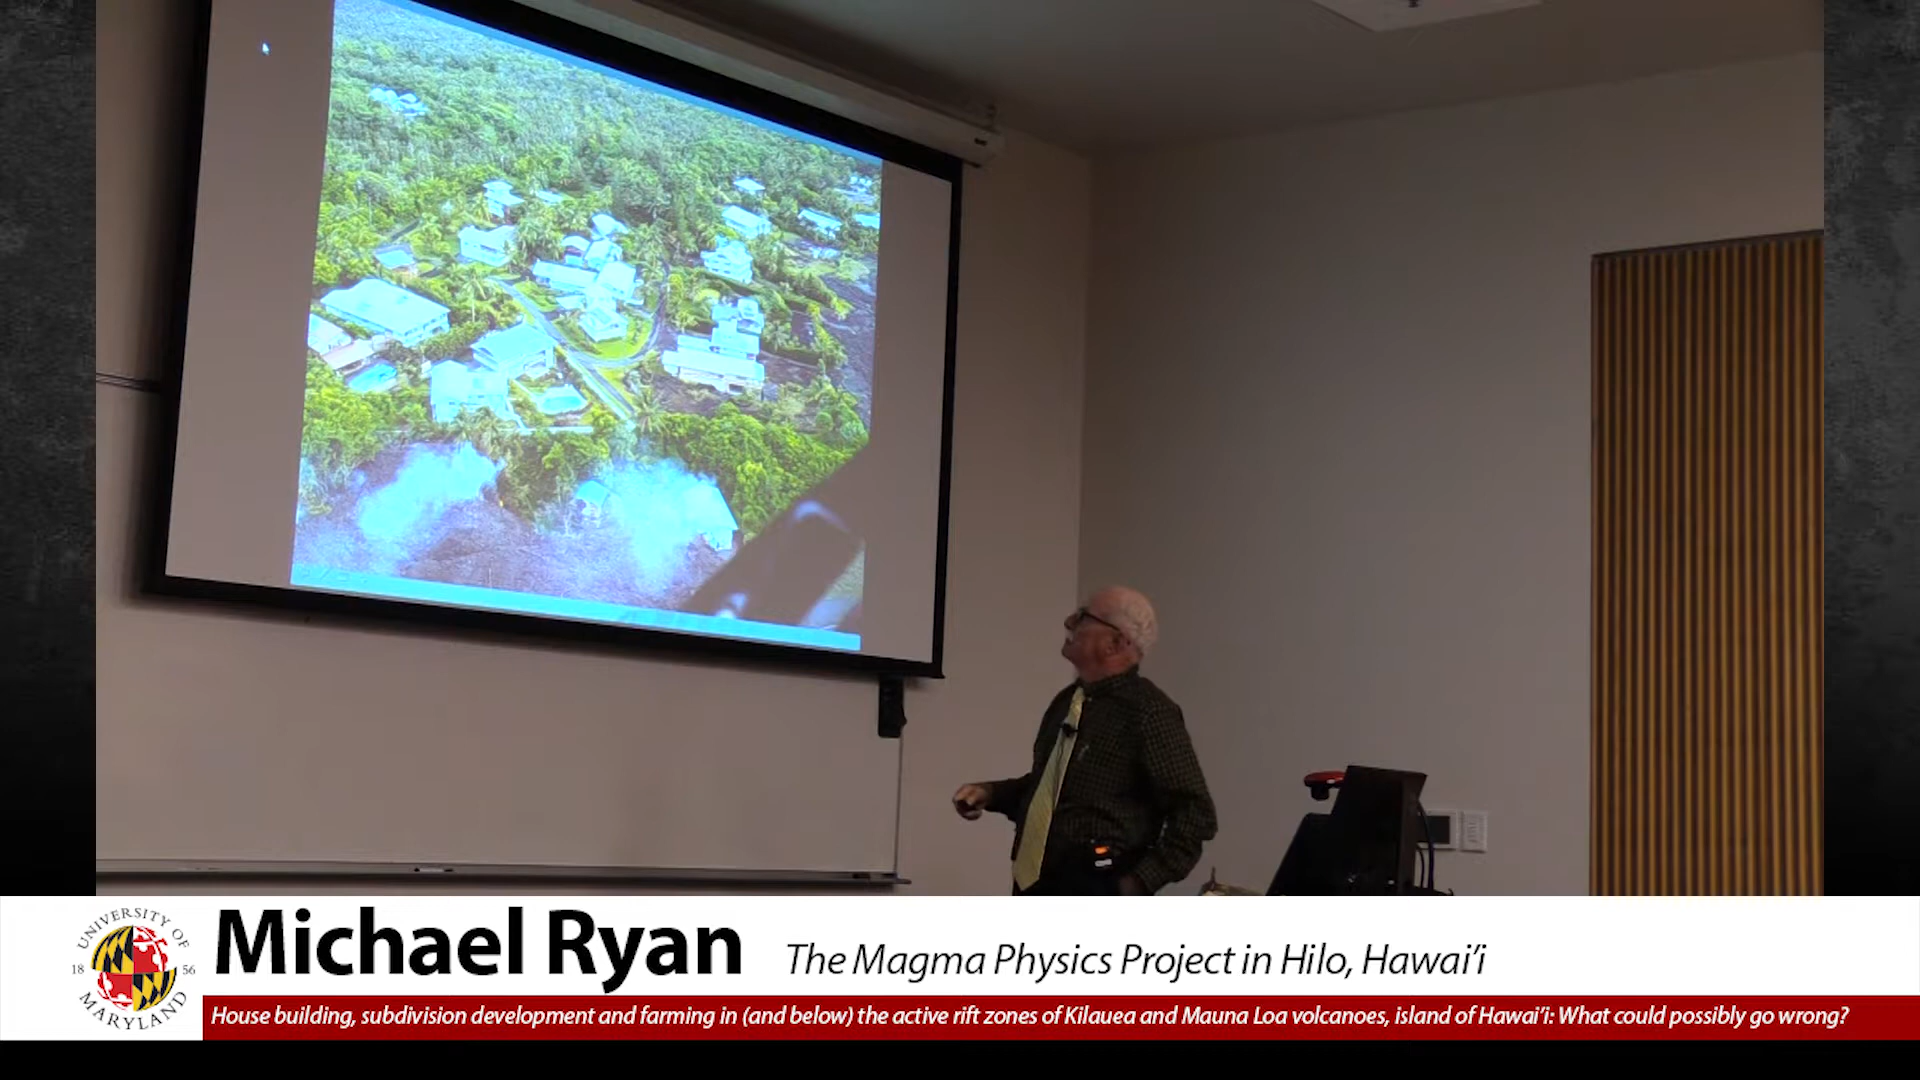 UNIVERSITY OF
18 56
MARYLAND
Michael Ryan
The Magma Physics Project in Hilo, Hawai'i
House building, subdivision development and farming in (and below) the active rift zones of Kilauea and Mauna Loa volcanoes, island of Hawai'i: What could possibly go wrong?